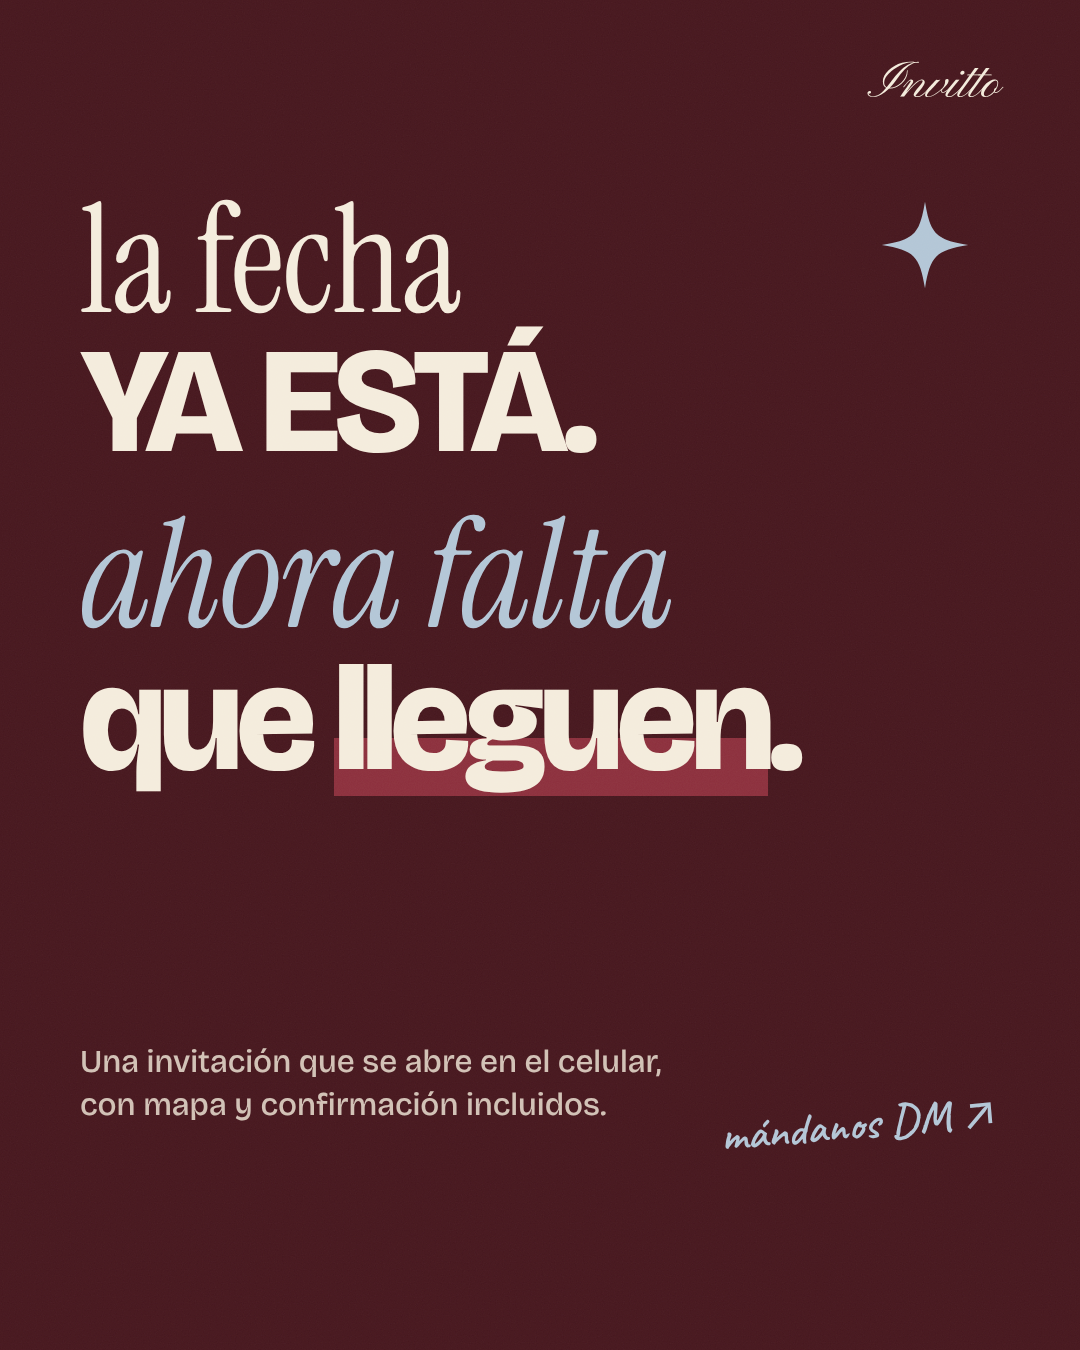 Invitto
la fecha
YA ESTÁ.
ahora falta
que lleguen.
Una invitación que se abre en el celular,
con mapa y confirmación incluidos.
mándanos DM ↗